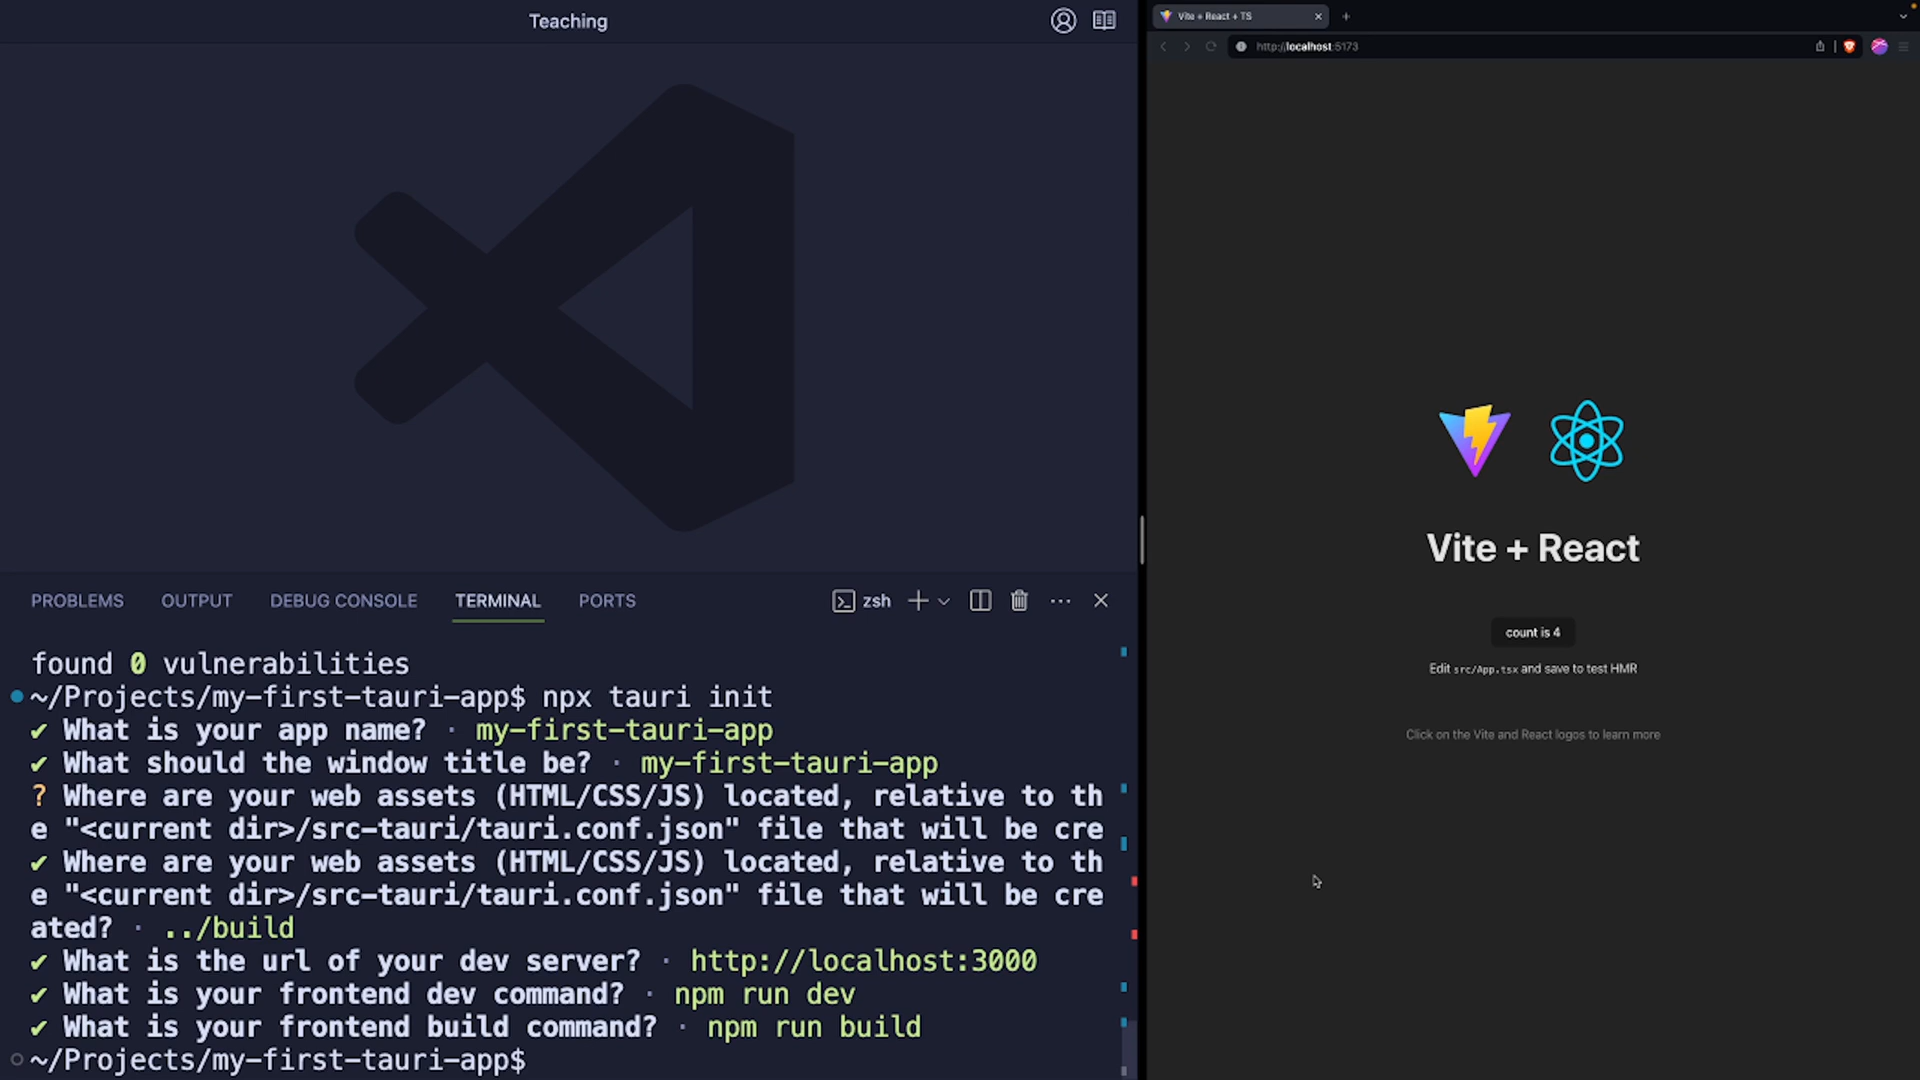 Teaching
PROBLEMS OUTPUT DEBUG CONSOLE TERMINAL PORTS zsh
found 0 vulnerabilities
~/Projects/my-first-tauri-app$ npx tauri init
✔ What is your app name? · my-first-tauri-app
✔ What should the window title be? · my-first-tauri-app
? Where are your web assets (HTML/CSS/JS) located, relative to th
e "<current dir>/src-tauri/tauri.conf.json" file that will be cre
✔ Where are your web assets (HTML/CSS/JS) located, relative to th
e "<current dir>/src-tauri/tauri.conf.json" file that will be cre
ated? · ../build
✔ What is the url of your dev server? · http://localhost:3000
✔ What is your frontend dev command? · npm run dev
✔ What is your frontend build command? · npm run build
~/Projects/my-first-tauri-app$
Vite + React + TS
http://localhost:5173
Vite + React
count is 4
Edit src/App.tsx and save to test HMR
Click on the Vite and React logos to learn more